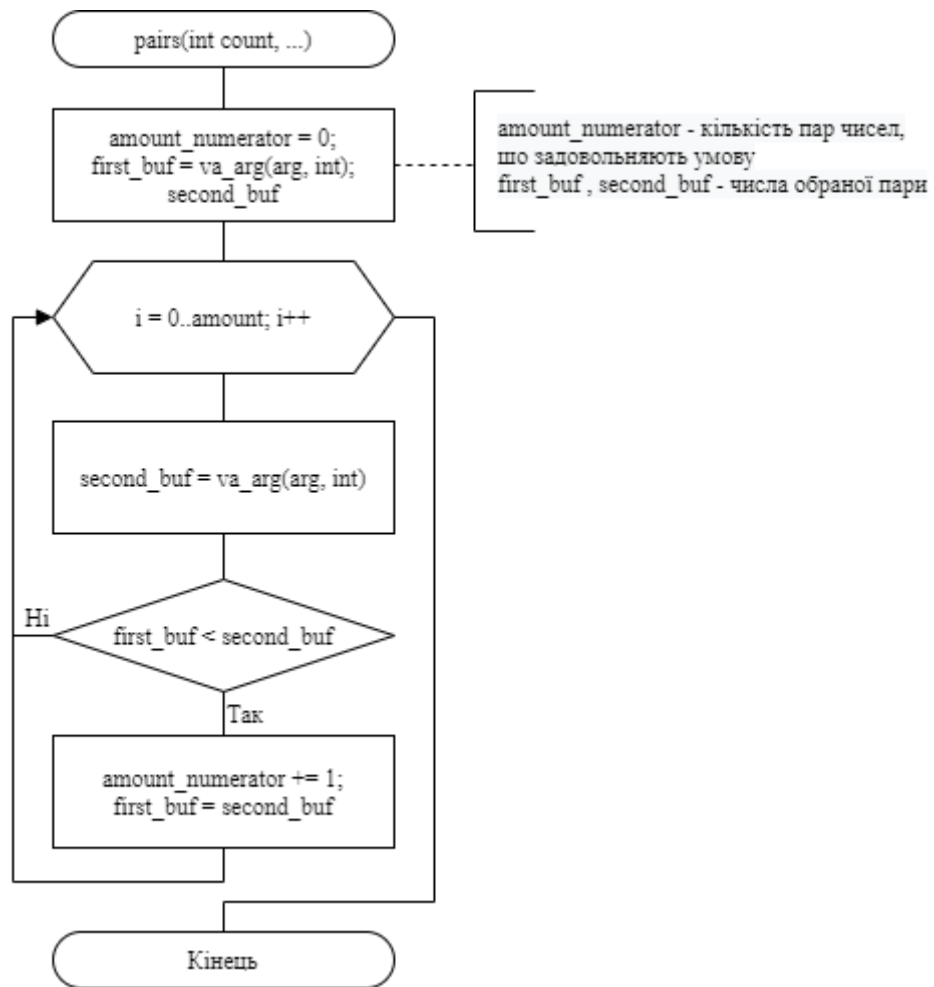 pairs(int count, ...)
amount_numerator = 0;
first_buf = va_arg(arg, int);
second_buf
amount_numerator - кількість пар чисел,
шо задовольняють умову
first_buf , second_buf - числа обраної пари
i = 0..amount; i++
second_buf = va_arg(arg, int)
Ні
first_buf < second_buf
Так
amount_numerator += 1;
first_buf = second_buf
Кінець